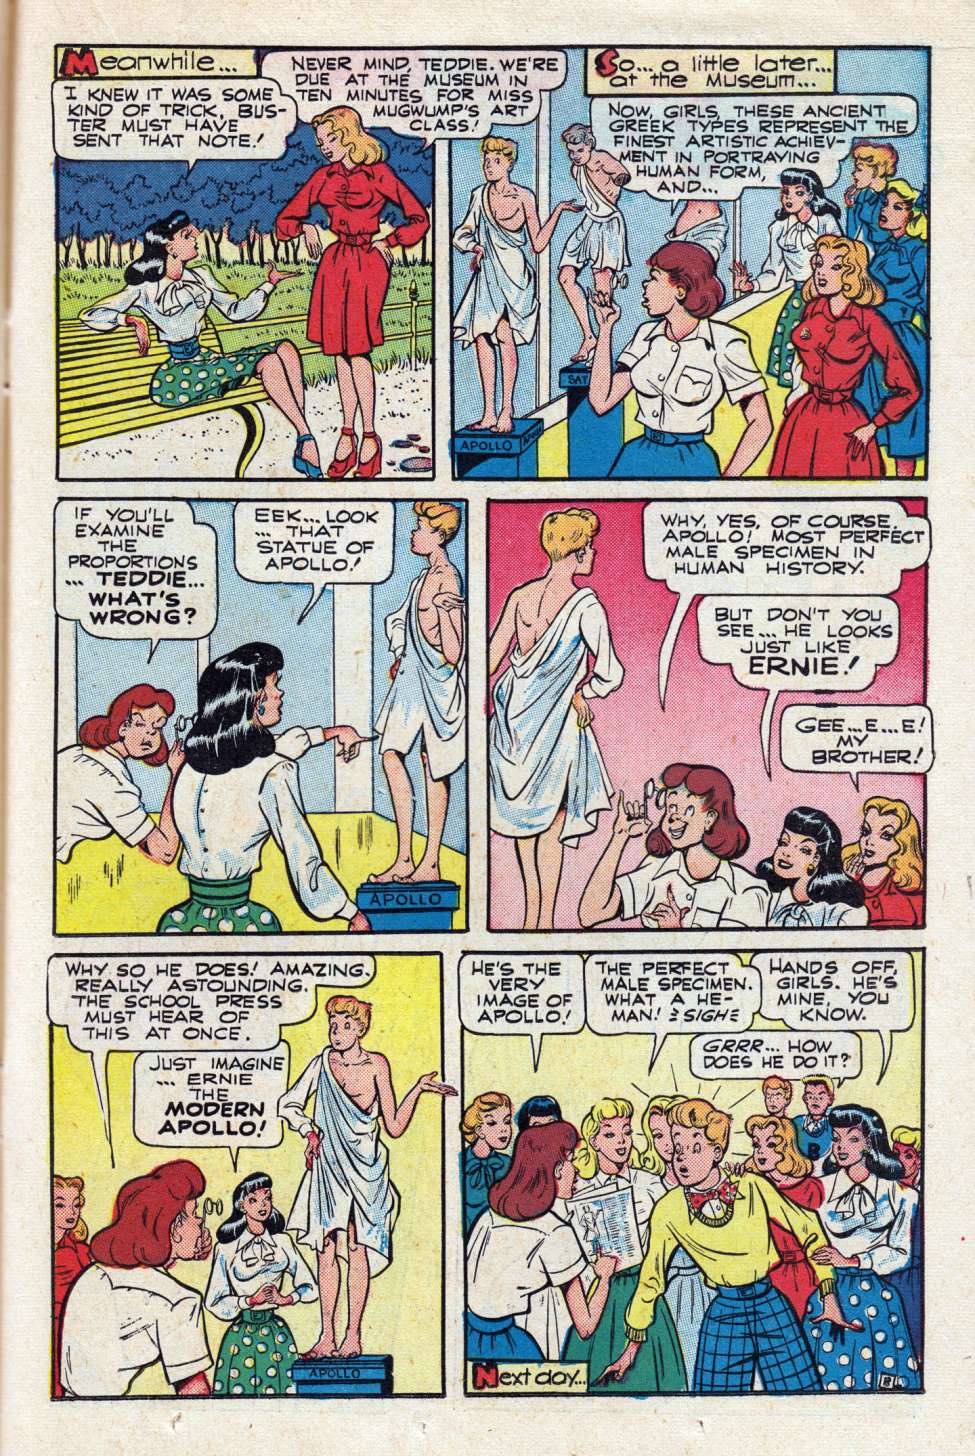 Meanwhile...
I KNEW IT WAS SOME
KIND OF TRICK, BUS-
TER MUST HAVE
SENT THAT NOTE!
NEVER MIND, TEDDIE. WE'RE
DUE AT THE MUSEUM IN
TEN MINUTES FOR MISS
MUGWUMP'S ART
CLASS!
So... a little later...
at the Museum...
NOW, GIRLS, THESE ANCIENT
GREEK TYPES REPRESENT THE
FINEST ARTISTIC ACHIEV-
MENT IN PORTRAYING
HUMAN FORM,
AND...
APOLLO
SAT
IF YOU'LL
EXAMINE
THE
PROPORTIONS
... TEDDIE...
WHAT'S
WRONG?
EEK... LOOK
... THAT
STATUE OF
APOLLO!
APOLLO
WHY, YES, OF COURSE,
APOLLO! MOST PERFECT
MALE SPECIMEN IN
HUMAN HISTORY.
BUT DON'T YOU
SEE... HE LOOKS
JUST LIKE
ERNIE!
GEE...E...E!
MY
BROTHER!
WHY SO HE DOES! AMAZING.
REALLY ASTOUNDING.
THE SCHOOL PRESS
MUST HEAR OF
THIS AT ONCE.
JUST IMAGINE
... ERNIE
THE
MODERN
APOLLO!
APOLLO
HE'S THE
VERY
IMAGE OF
APOLLO!
THE PERFECT
MALE SPECIMEN.
WHAT A HE-
MAN! SIGH
HANDS OFF,
GIRLS. HE'S
MINE, YOU
KNOW.
GRRR... HOW
DOES HE DO IT?
B
Next day...